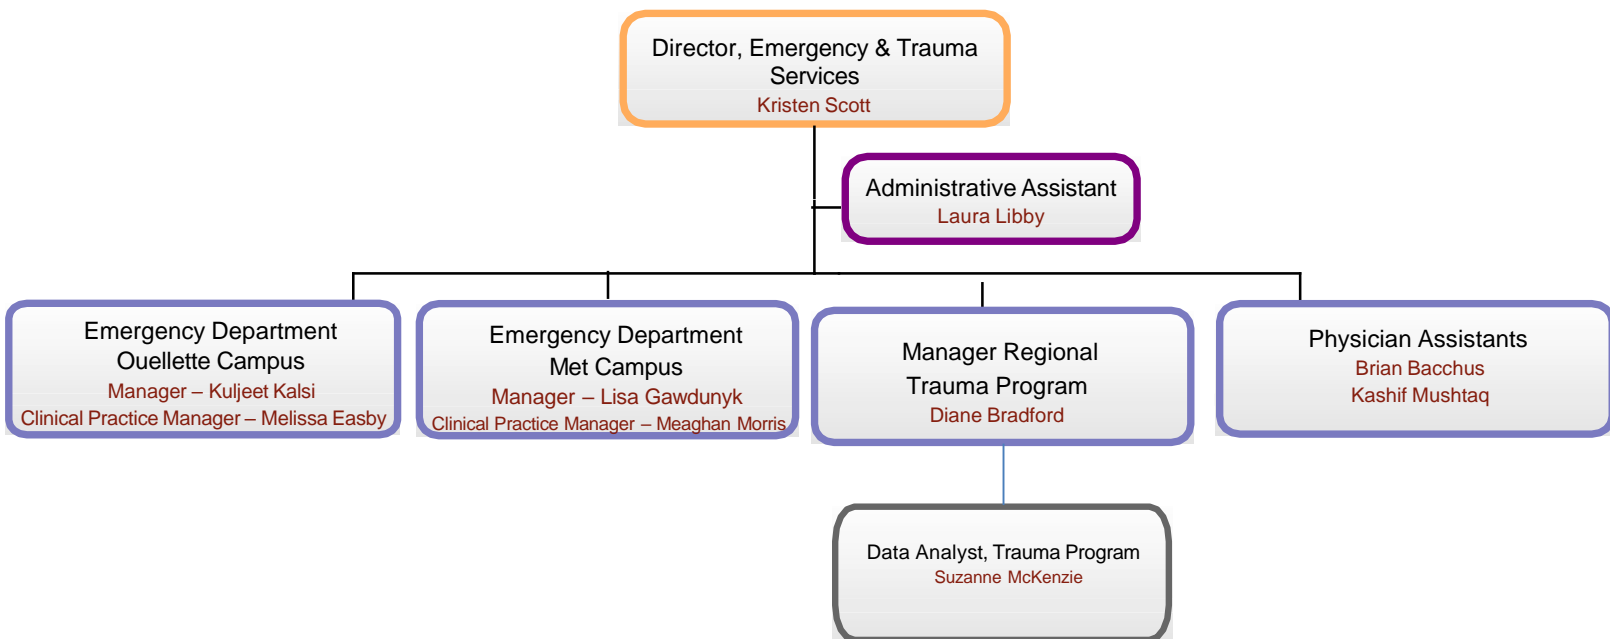 Director, Emergency & Trauma
Services
Kristen Scott
Administrative Assistant
Laura Libby
Emergency Department
Ouellette Campus
Manager – Kuljeet Kalsi
Clinical Practice Manager – Melissa Easby
Emergency Department
Met Campus
Manager – Lisa Gawdunyk
Clinical Practice Manager – Meaghan Morris
Manager Regional
Trauma Program
Diane Bradford
Physician Assistants
Brian Bacchus
Kashif Mushtaq
Data Analyst, Trauma Program
Suzanne McKenzie